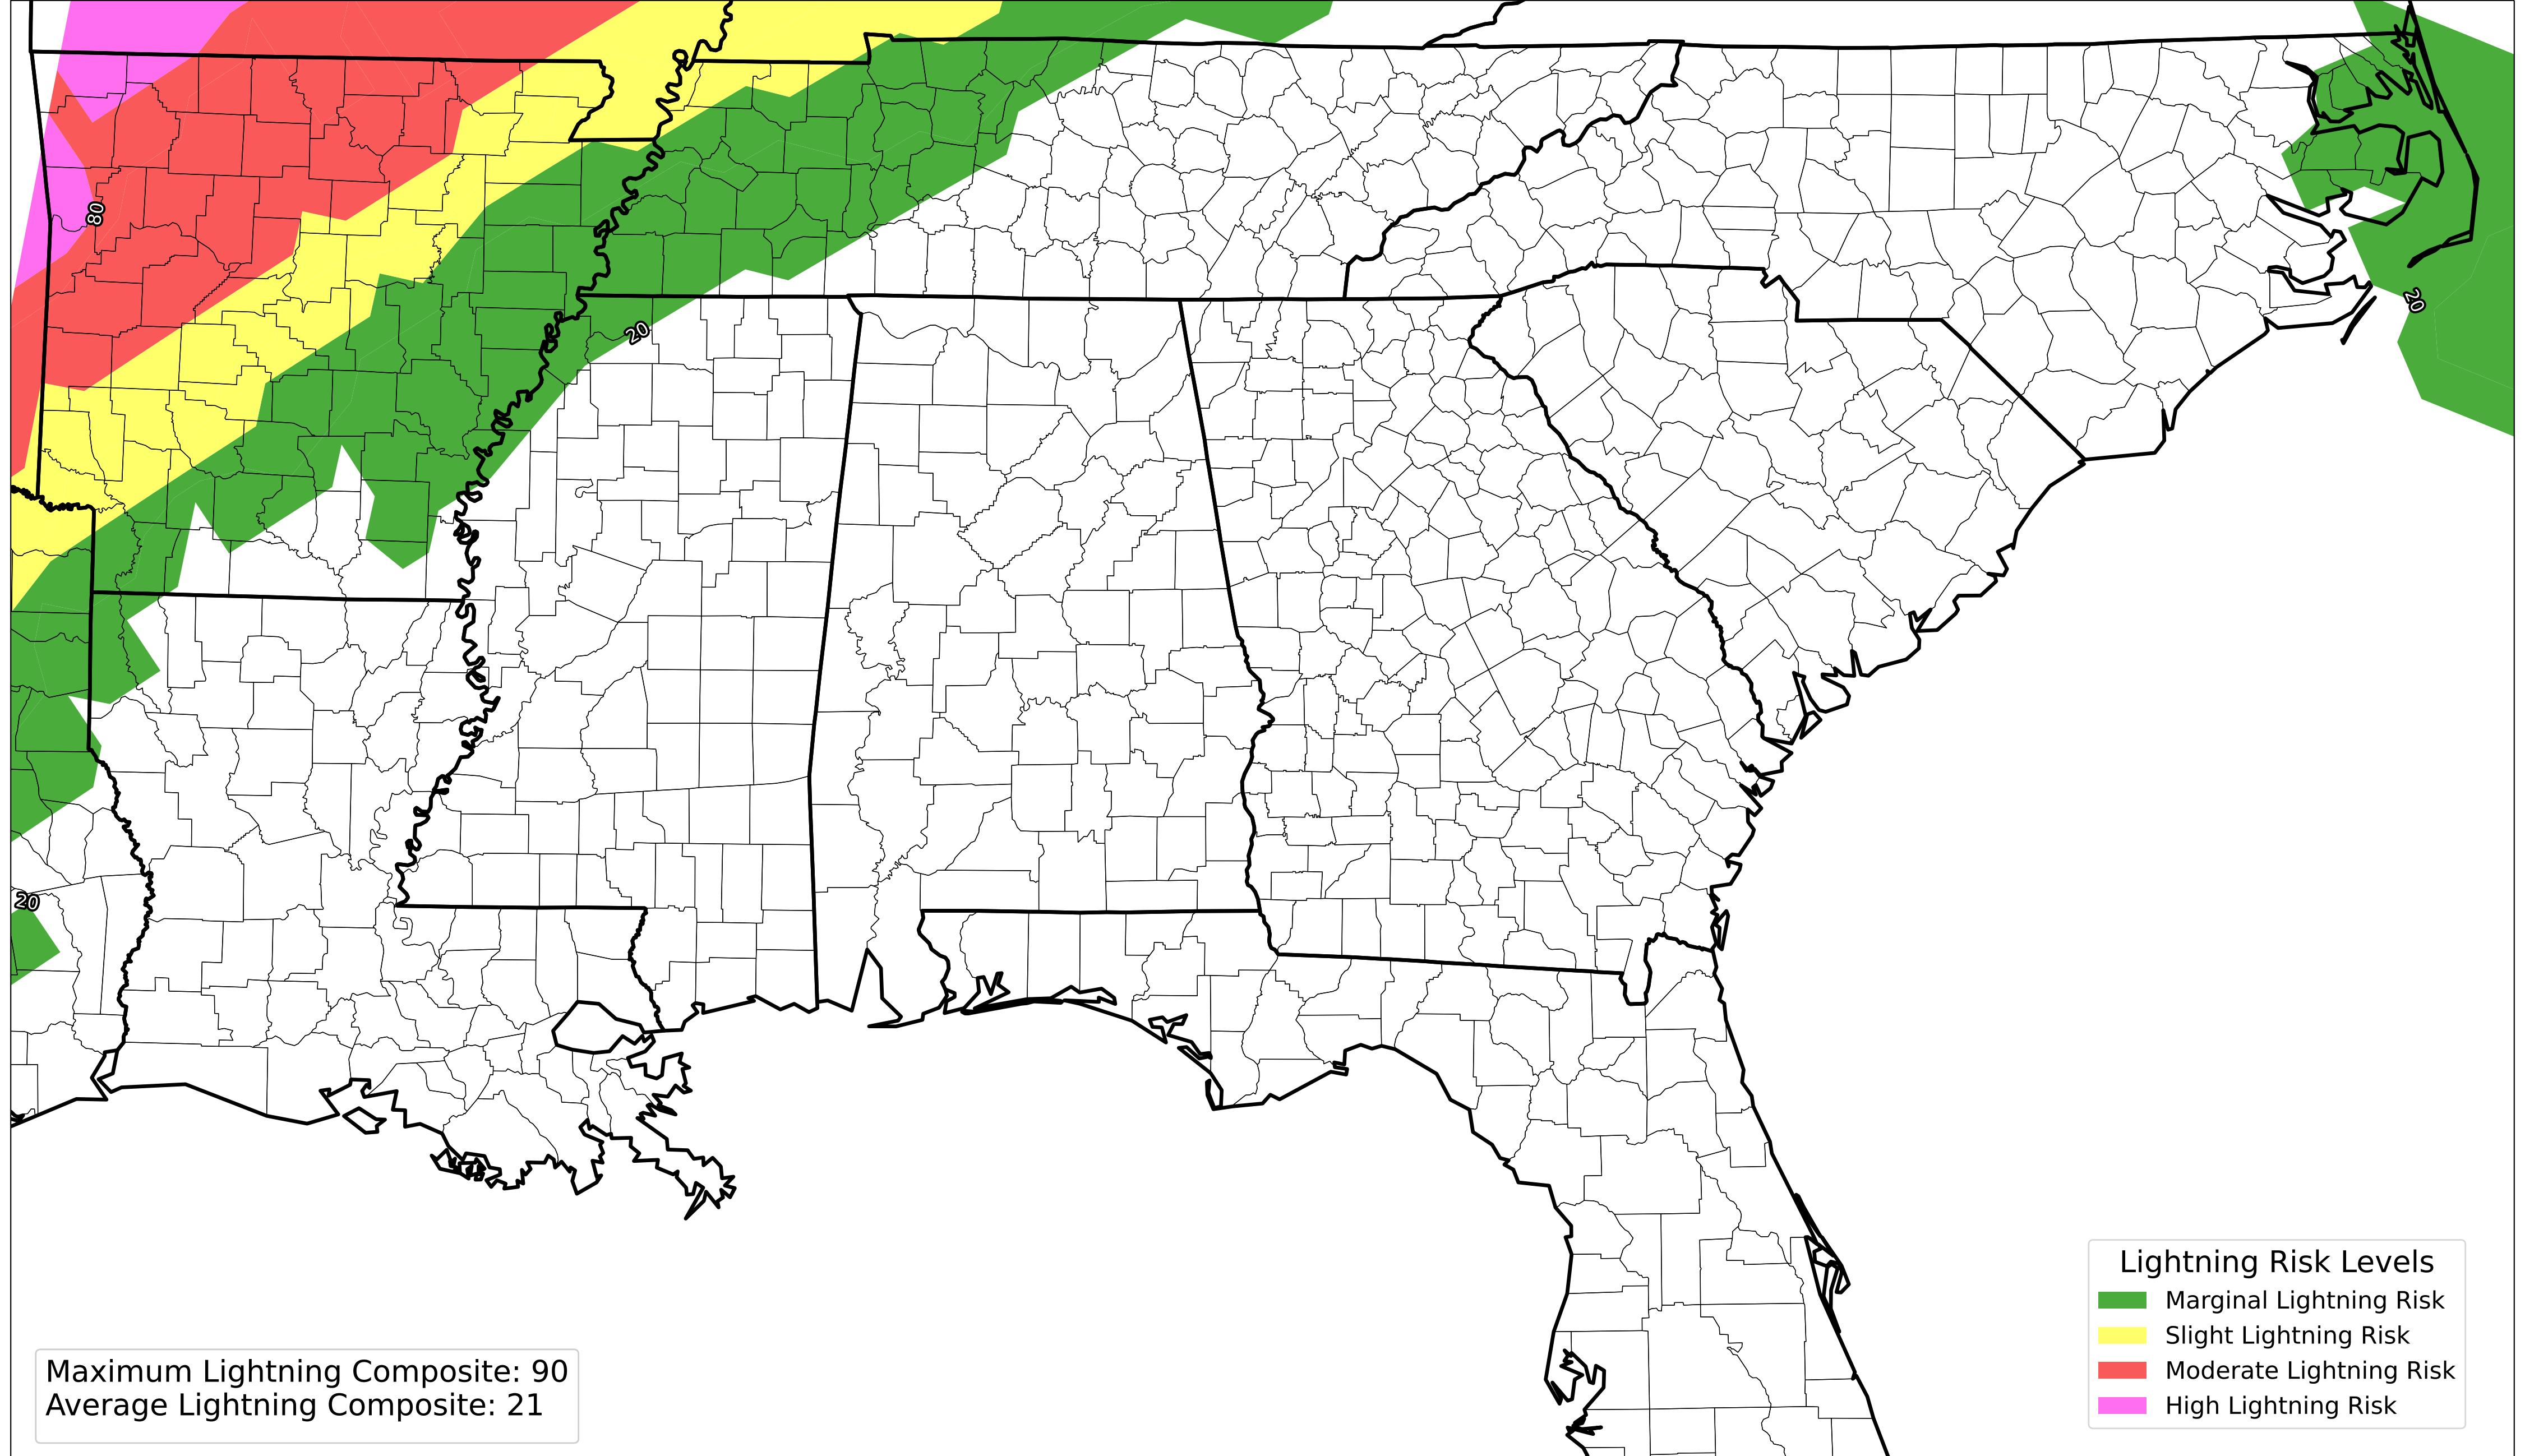 80
20
20
20
Lightning Risk Levels
Marginal Lightning Risk
Slight Lightning Risk
Moderate Lightning Risk
High Lightning Risk
Maximum Lightning Composite: 90
Average Lightning Composite: 21